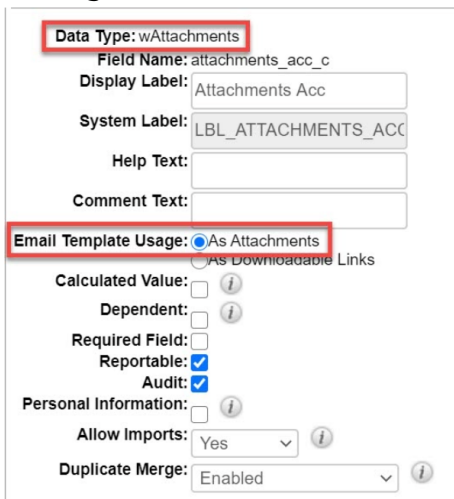 Data Type: wAttachments
Field Name: attachments_acc_c
Display Label: Attachments Acc
System Label: LBL_ATTACHMENTS_ACC
Help Text:
Comment Text:
Email Template Usage: As Attachments
As Downloadable Links
Calculated Value: i
Dependent: i
Required Field:
Reportable:
Audit:
Personal Information: i
Allow Imports: Yes i
Duplicate Merge: Enabled i